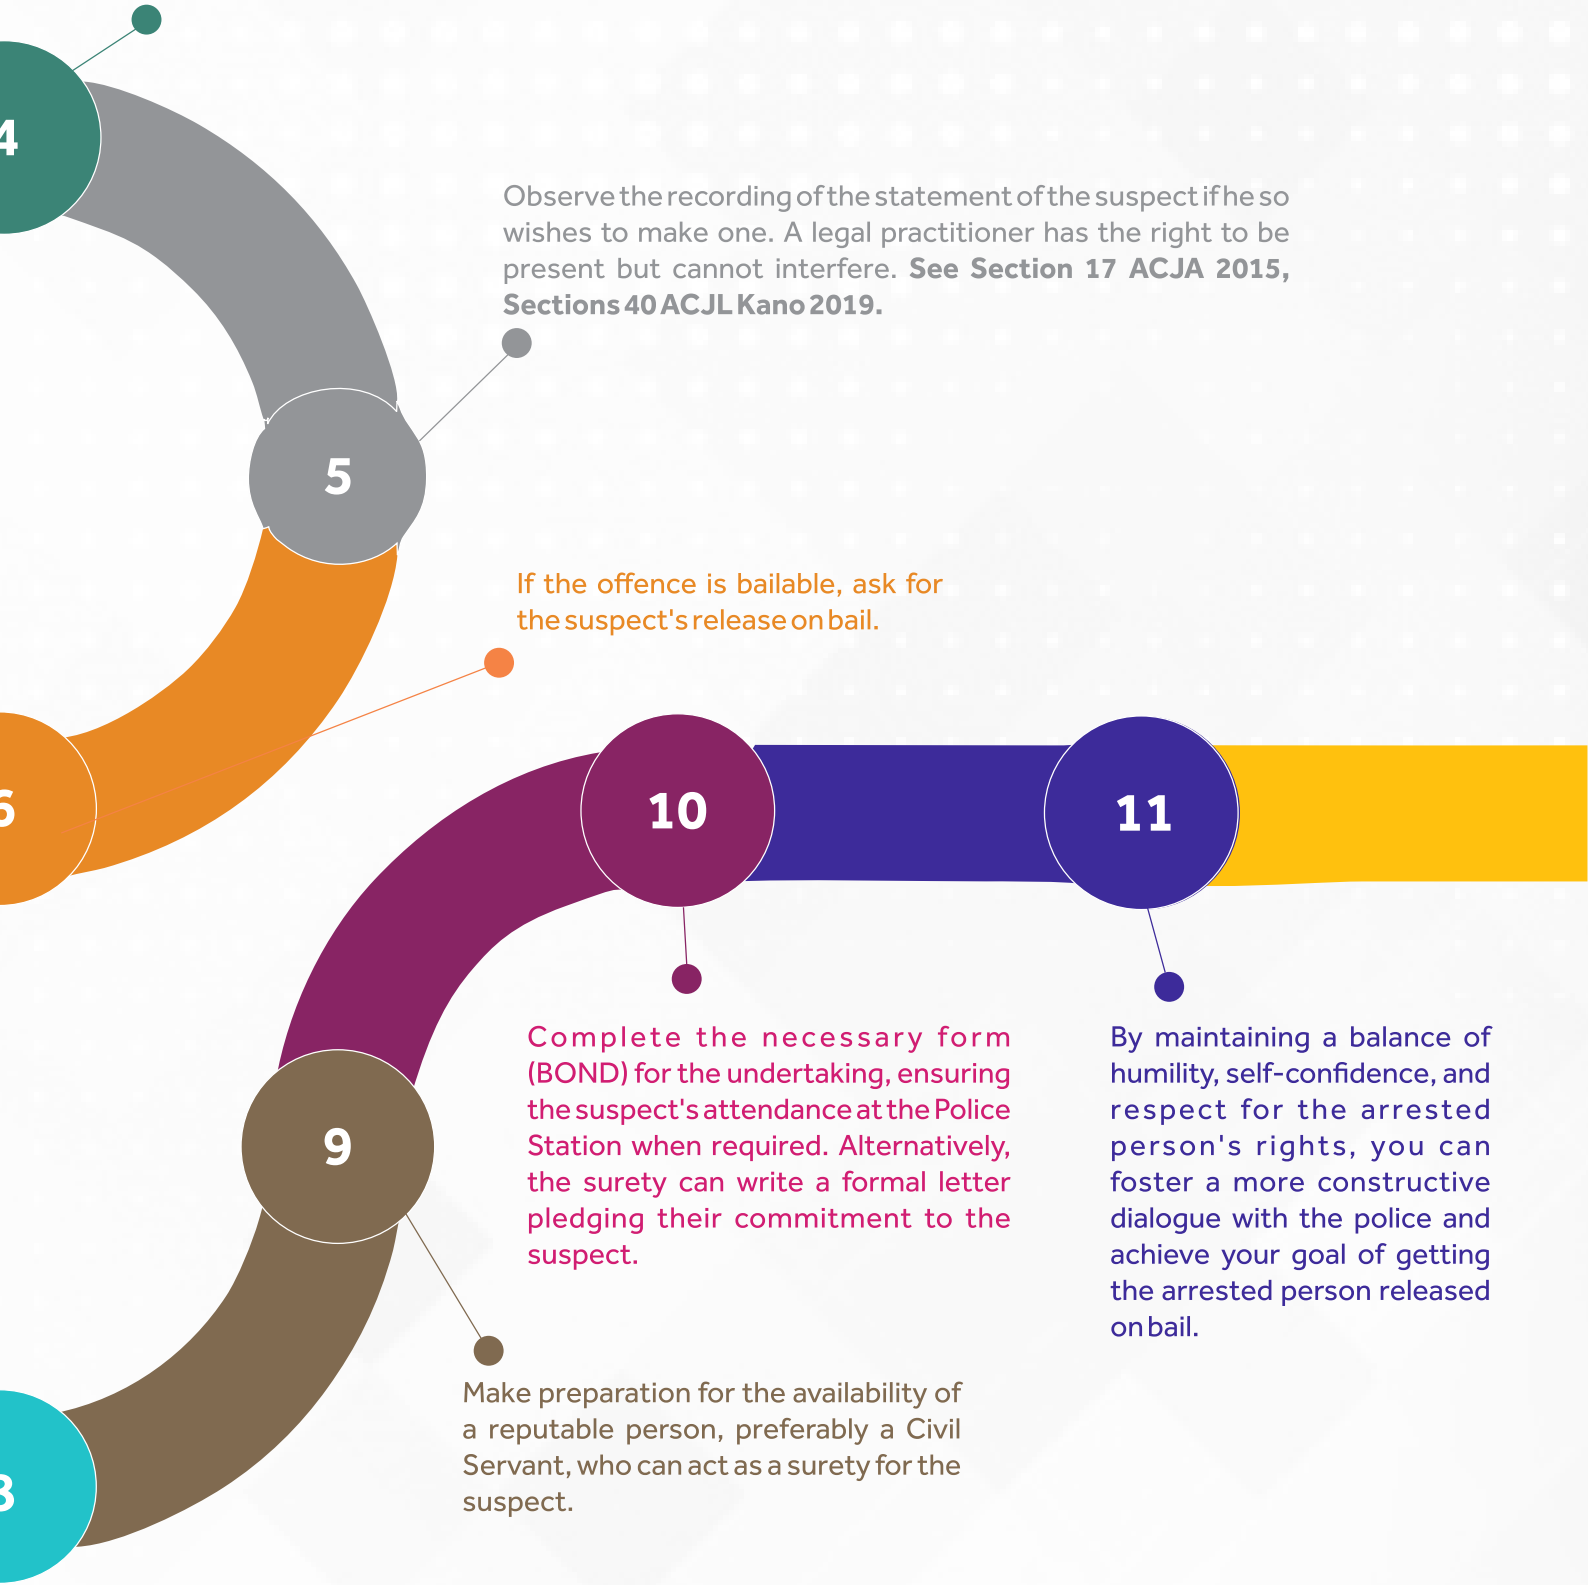 4
Observe the recording of the statement of the suspect if he so
wishes to make one. A legal practitioner has the right to be
present but cannot interfere. See Section 17 ACJA 2015,
Sections 40 ACJL Kano 2019.
5
If the offence is bailable, ask for
the suspect's release on bail.
6
10
11
Complete the necessary form
(BOND) for the undertaking, ensuring
the suspect's attendance at the Police
Station when required. Alternatively,
the surety can write a formal letter
pledging their commitment to the
suspect.
By maintaining a balance of
humility, self-confidence, and
respect for the arrested
person's rights, you can
foster a more constructive
dialogue with the police and
achieve your goal of getting
the arrested person released
on bail.
9
Make preparation for the availability of
a reputable person, preferably a Civil
Servant, who can act as a surety for the
suspect.
8